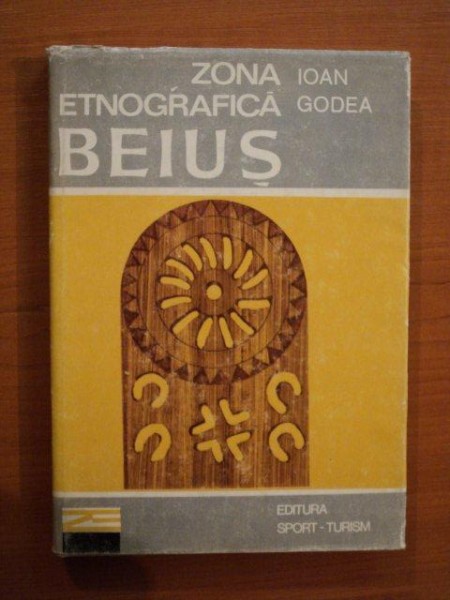 ZONA
ETNOGRAFICĂ
BEIUȘ
IOAN
GODEA
EDITURA
SPORT-TURISM